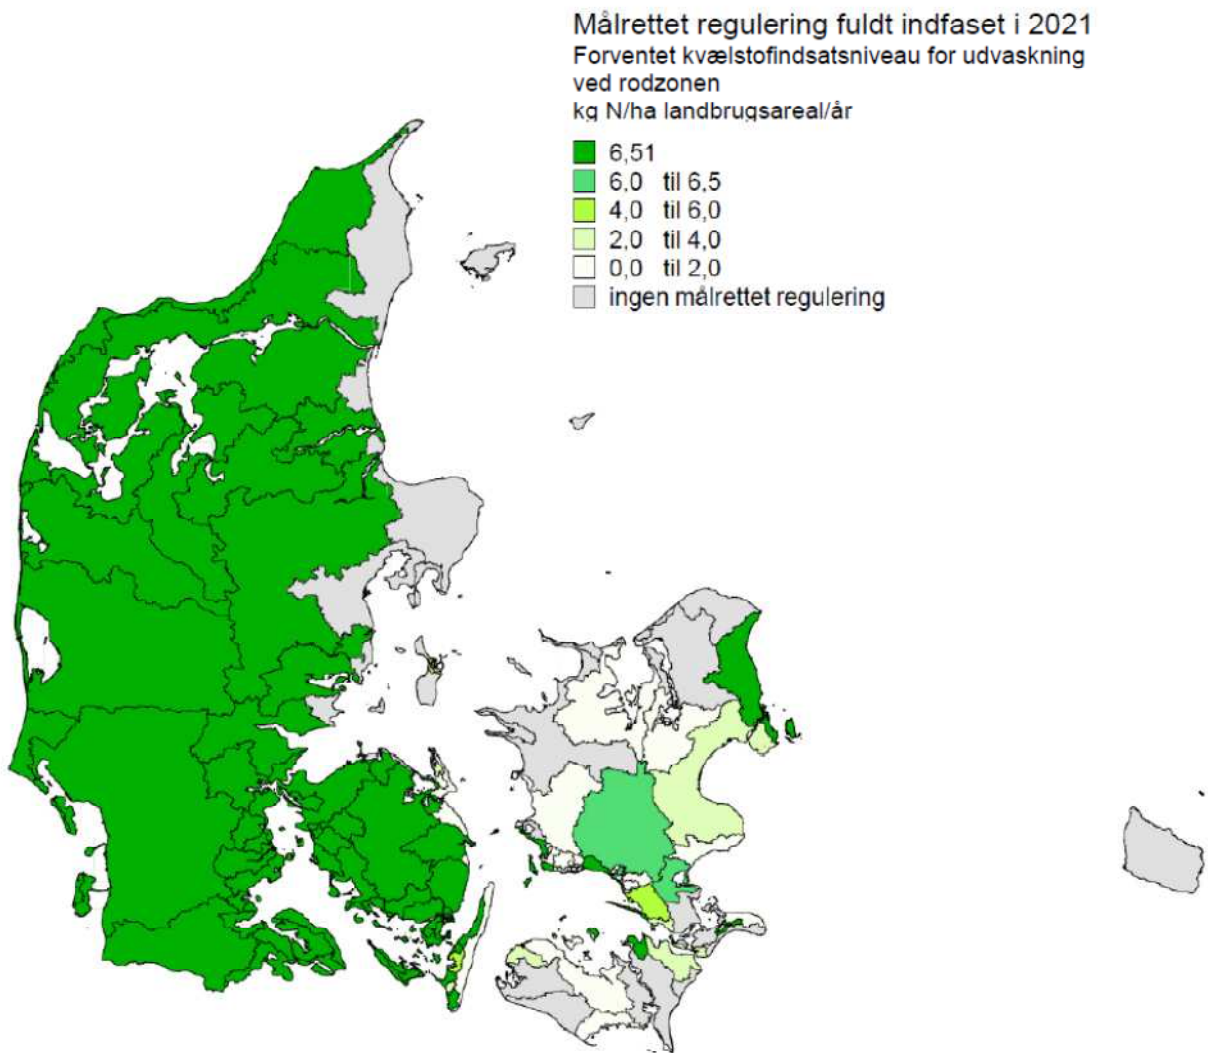 Målrettet regulering fuldt indfaset i 2021
Forventet kvælstofindsatsniveau for udvaskning
ved rodzonen
kg N/ha landbrugsareal/år
6,51
6,0 til 6,5
4,0 til 6,0
2,0 til 4,0
0,0 til 2,0
ingen målrettet regulering